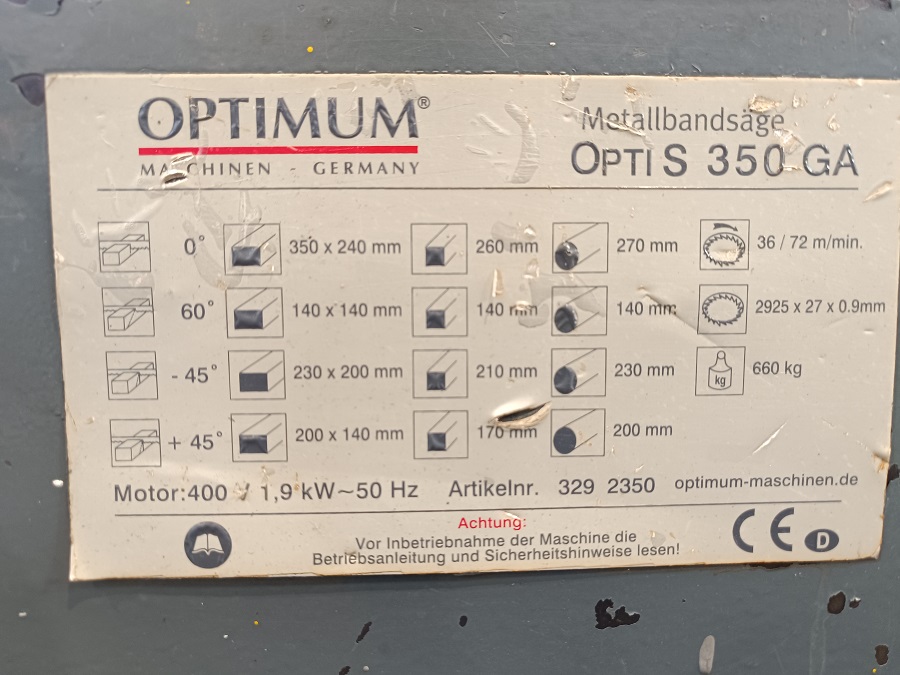 OPTIMUM®
MASCHINEN - GERMANY
Metallbandsäge
OPTI S 350 GA
0° 350 x 240 mm 260 mm 270 mm 36 / 72 m/min.
60° 140 x 140 mm 140 mm 140 mm 2925 x 27 x 0.9mm
- 45° 230 x 200 mm 210 mm 230 mm kg 660 kg
+ 45° 200 x 140 mm 170 mm 200 mm
Motor:400 V 1,9 kW~50 Hz Artikelnr. 329 2350 optimum-maschinen.de
Achtung:
Vor Inbetriebnahme der Maschine die
Betriebsanleitung und Sicherheitshinweise lesen!
CE D